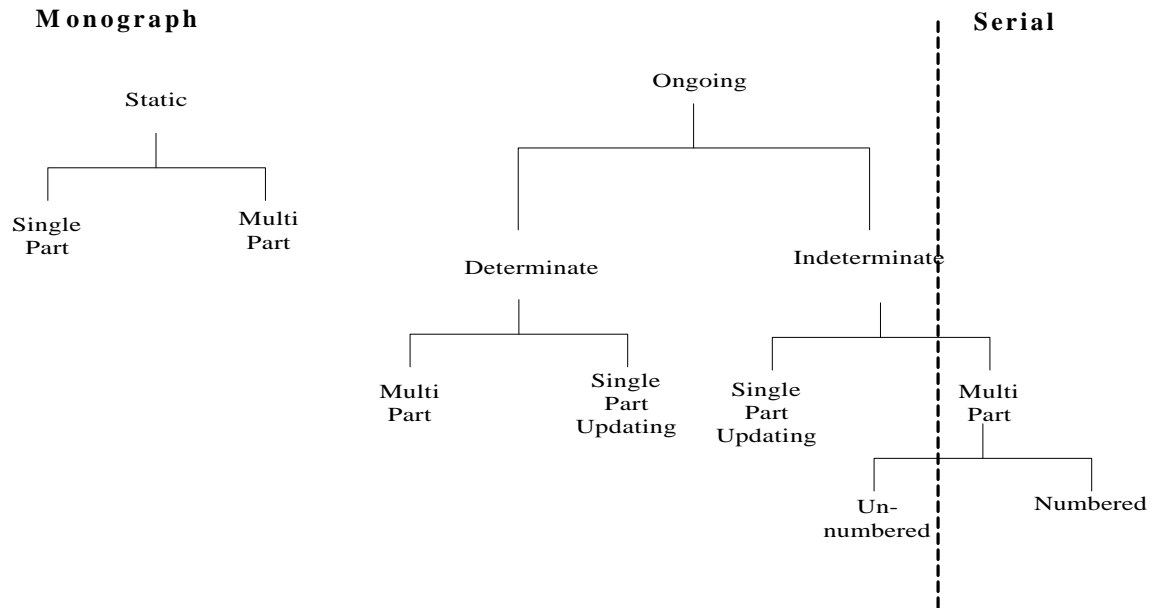 Monograph
Serial
Ongoing
Static
Single
Part
Multi
Part
Determinate
Indeterminate
Multi
Part
Single
Part
Updating
Single
Part
Updating
Multi
Part
Un-
numbered
Numbered